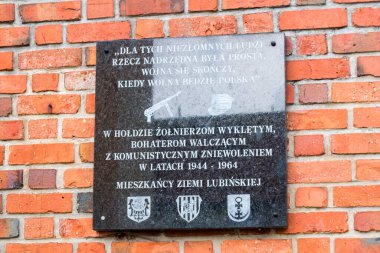 „DLA TYCH NIEZŁOMNYCH LUDZI
RZECZ NADRZĘDNA BYŁA PROSTA,
WOJNA SIĘ SKOŃCZY,
KIEDY WOLNA BĘDZIE POLSKA"
W HOŁDZIE ŻOŁNIERZOM WYKLĘTYM,
BOHATEROM WALCZĄCYM
Z KOMUNISTYCZNYM ZNIEWOLENIEM
W LATACH 1944 - 1964
MIESZKAŃCY ZIEMI LUBIŃSKIEJ